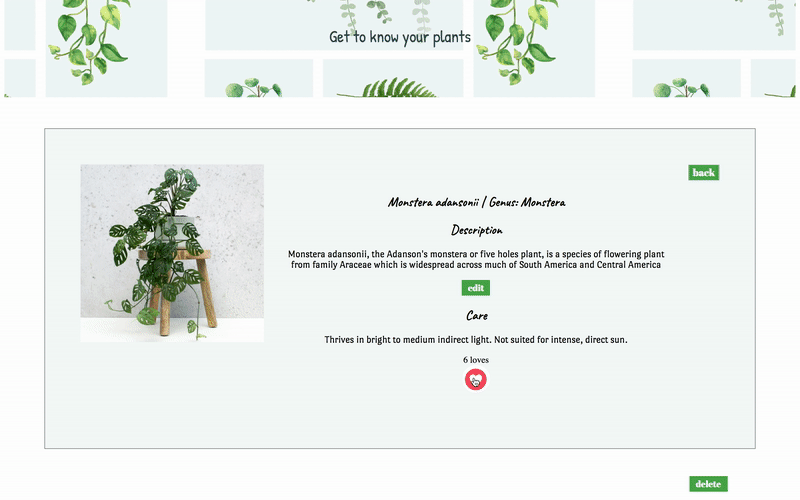 Get to know your plants
back
Monstera adansonii | Genus: Monstera
Description
Monstera adansonii, the Adanson's monstera or five holes plant, is a species of flowering plant
from family Araceae which is widespread across much of South America and Central America
edit
Care
Thrives in bright to medium indirect light. Not suited for intense, direct sun.
6 loves
delete